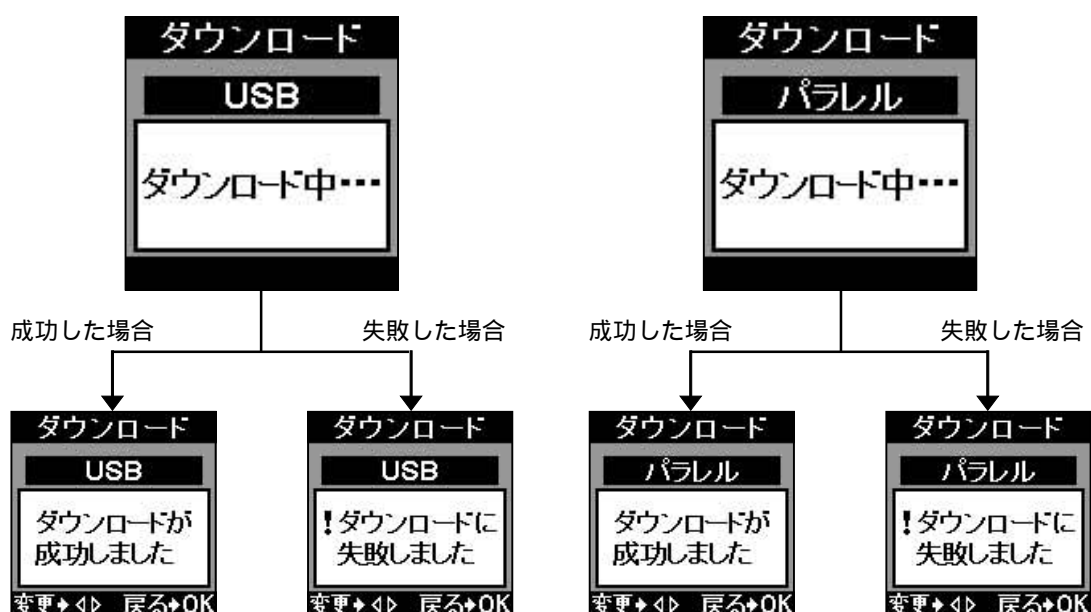 ダウンロード
USB
ダウンロード中…
成功した場合
失敗した場合
ダウンロード
USB
ダウンロードが
成功しました
変更➧◁▷ 戻る➧OK
ダウンロード
USB
!ダウンロードに
失敗しました
変更➧◁▷ 戻る➧OK
ダウンロード
パラレル
ダウンロード中…
成功した場合
失敗した場合
ダウンロード
パラレル
ダウンロードが
成功しました
変更➧◁▷ 戻る➧OK
ダウンロード
パラレル
!ダウンロードに
失敗しました
変更➧◁▷ 戻る➧OK